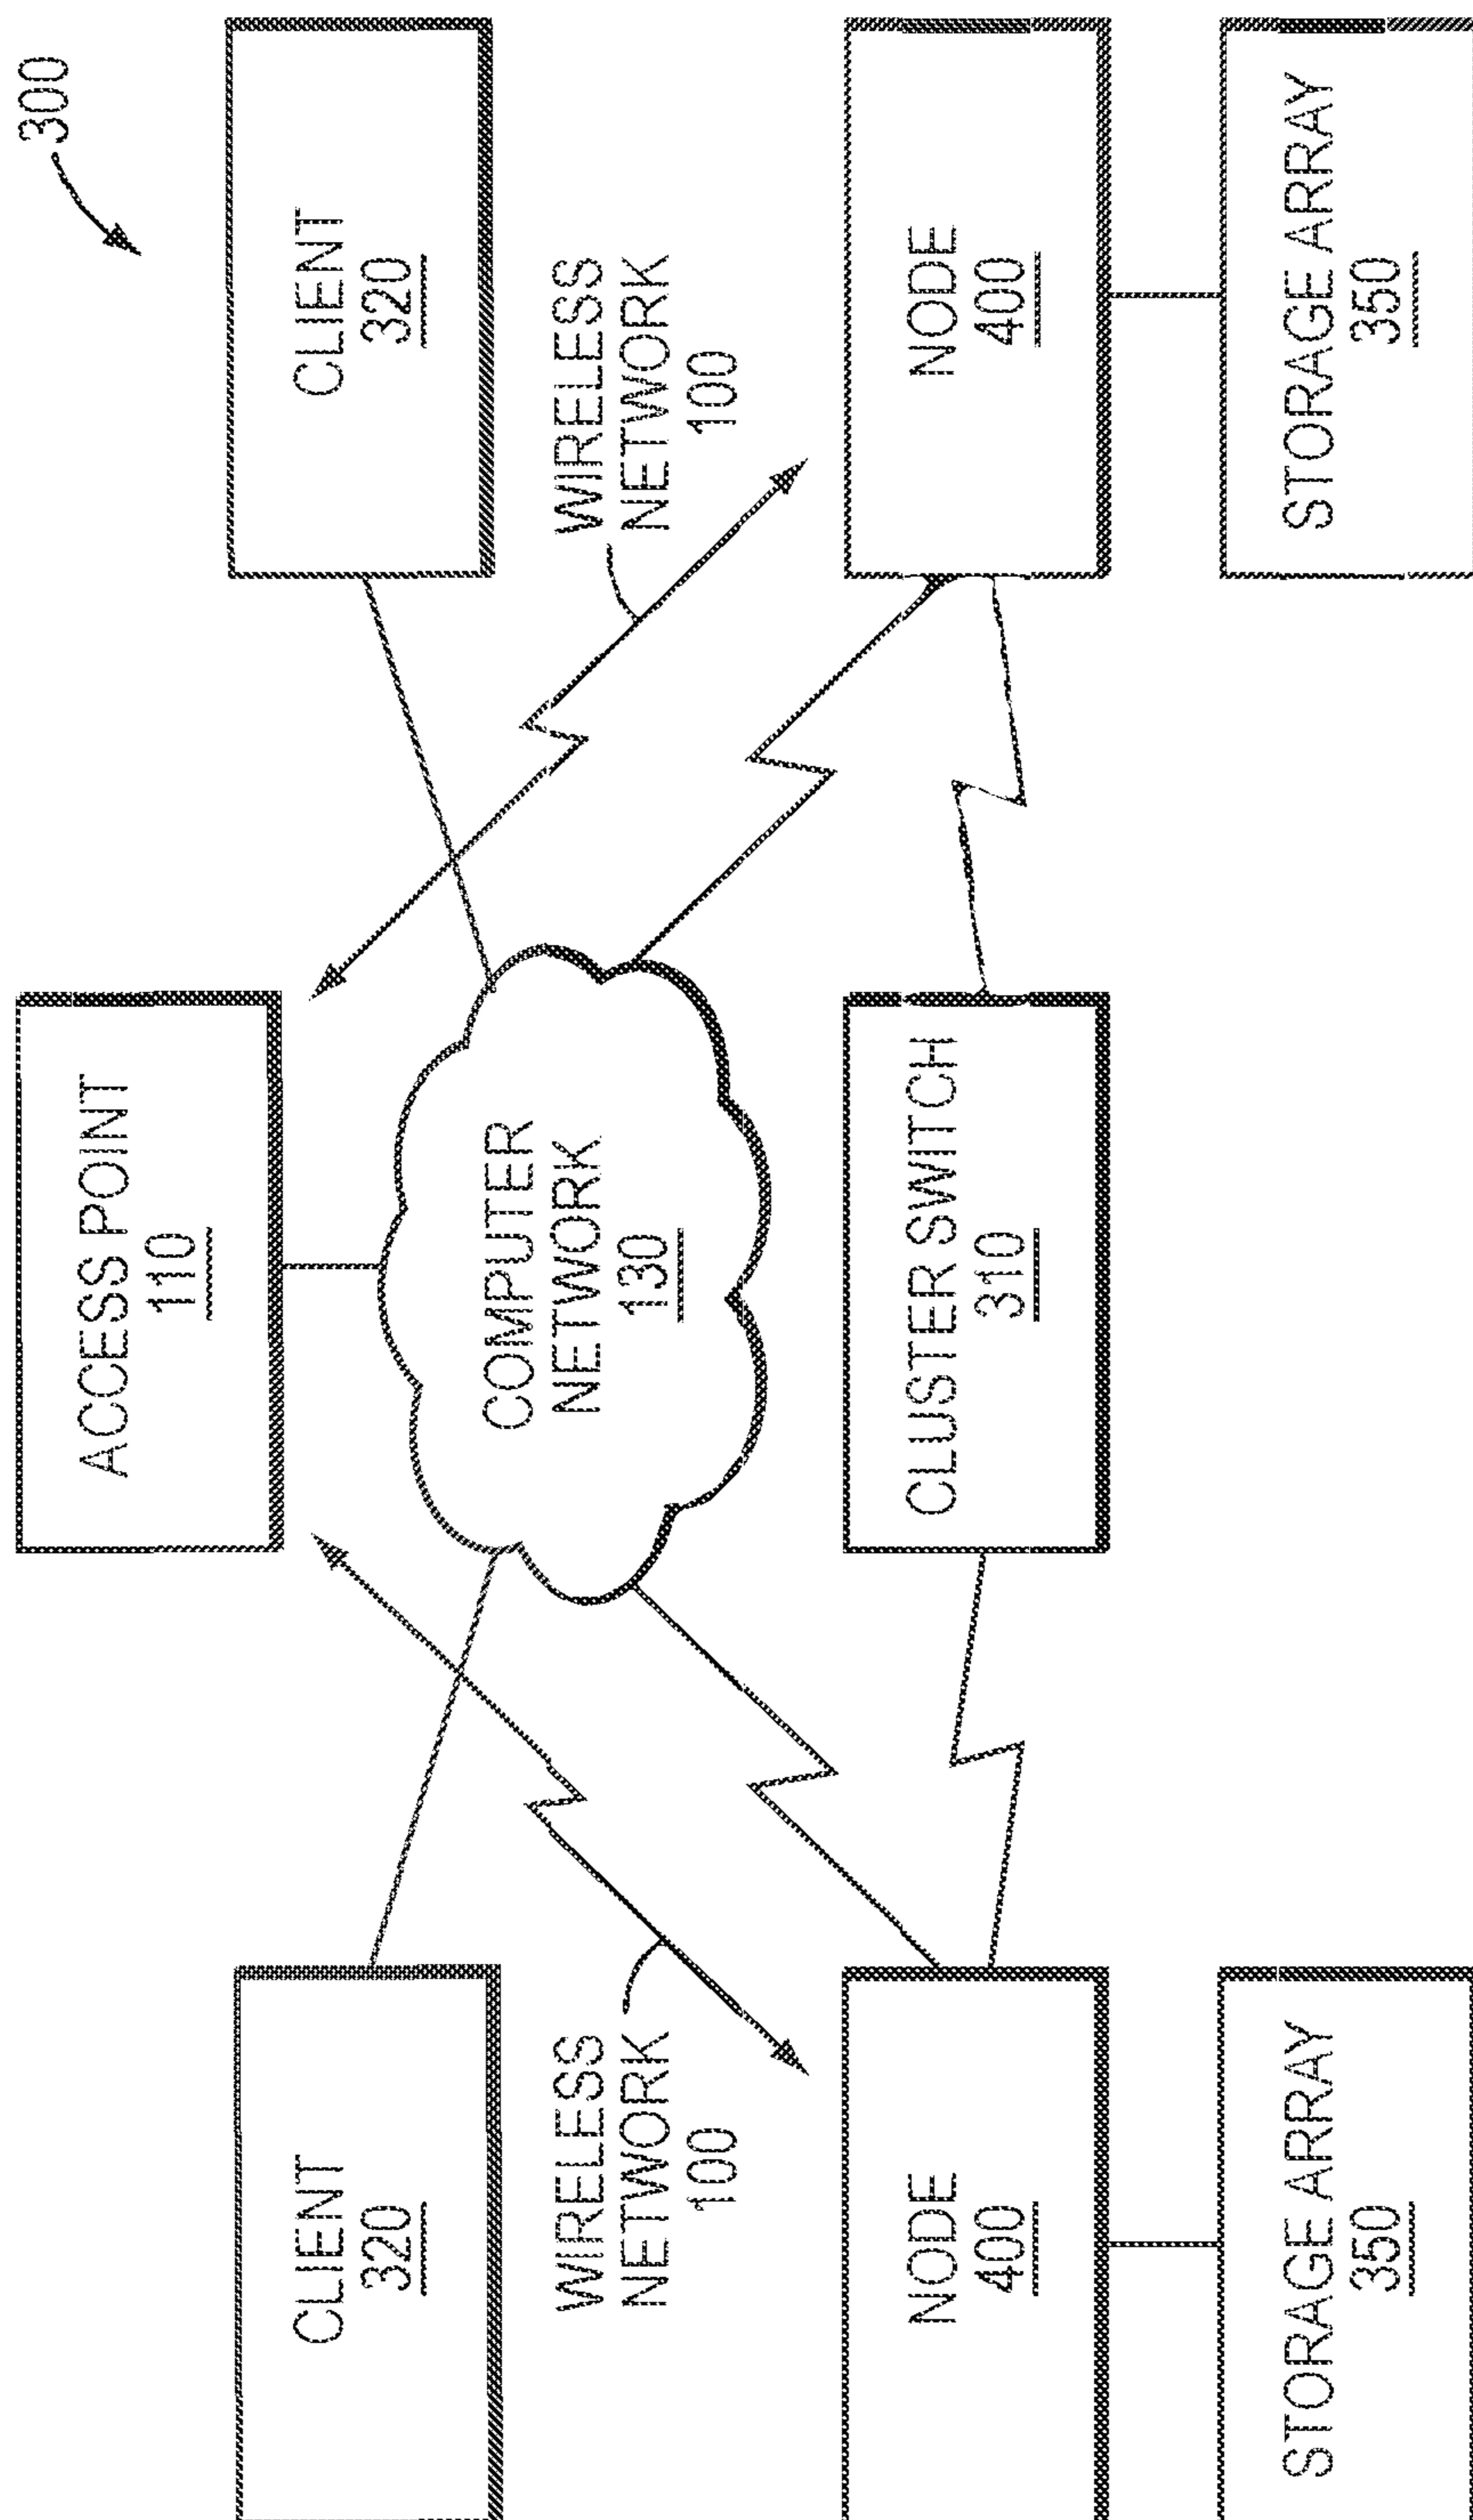 300
ACCESS POINT
110
CLIENT
320
CLIENT
320
COMPUTER
NETWORK
130
WIRELESS
NETWORK
100
WIRELESS
NETWORK
100
NODE
400
CLUSTER SWITCH
310
NODE
400
STORAGE ARRAY
350
STORAGE ARRAY
350